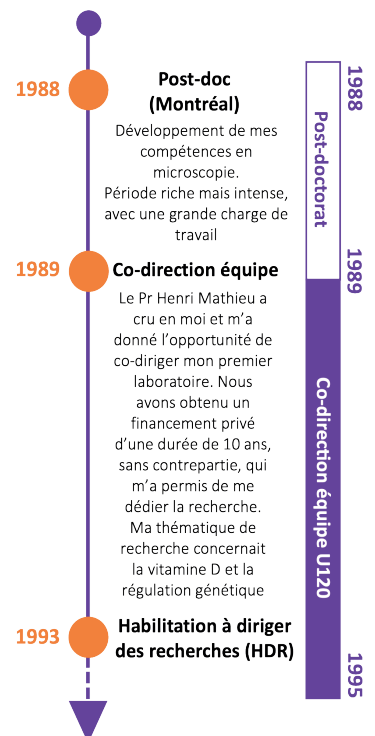 1988
Post-doc
(Montréal)
Développement de mes
compétences en
microscopie.
Période riche mais intense,
avec une grande charge de
travail
1989
Co-direction équipe
Le Pr Henri Mathieu a
cru en moi et m’a
donné l’opportunité de
co-diriger mon premier
laboratoire. Nous
avons obtenu un
financement privé
d’une durée de 10 ans,
sans contrepartie, qui
m’a permis de me
dédier la recherche.
Ma thématique de
recherche concernait
la vitamine D et la
régulation génétique
1993
Habilitation à diriger
des recherches (HDR)
1988
Post-doctorat
1989
Co-direction équipe U120
1995